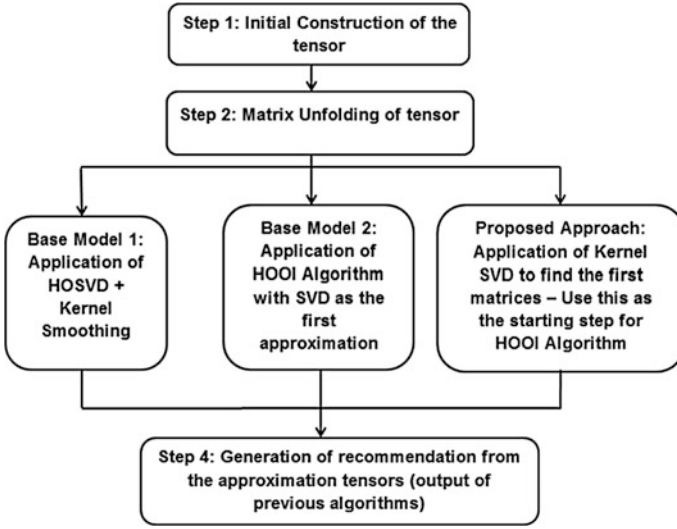 Step 1: Initial Construction of the
tensor
Step 2: Matrix Unfolding of tensor
Base Model 1:
Application of
HOSVD +
Kernel
Smoothing
Base Model 2:
Application of
HOOI Algorithm
with SVD as the
first
approximation
Proposed Approach:
Application of Kernel
SVD to find the first
matrices – Use this as
the starting step for
HOOI Algorithm
Step 4: Generation of recommendation from
the approximation tensors (output of
previous algorithms)